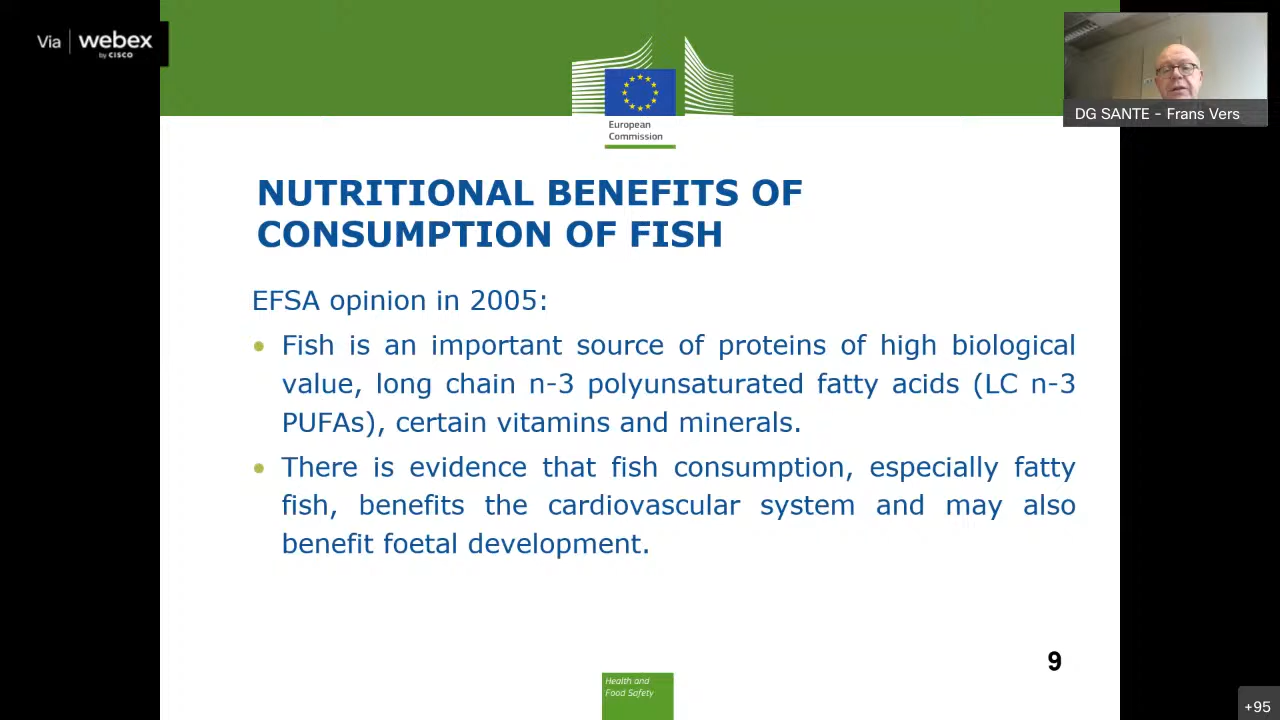 Via webex
by CISCO
DG SANTE - Frans Vers
European
Commission
NUTRITIONAL BENEFITS OF
CONSUMPTION OF FISH
EFSA opinion in 2005:
Fish is an important source of proteins of high biological
value, long chain n-3 polyunsaturated fatty acids (LC n-3
PUFAs), certain vitamins and minerals.
There is evidence that fish consumption, especially fatty
fish, benefits the cardiovascular system and may also
benefit foetal development.
9
Health and
Food Safety
+95